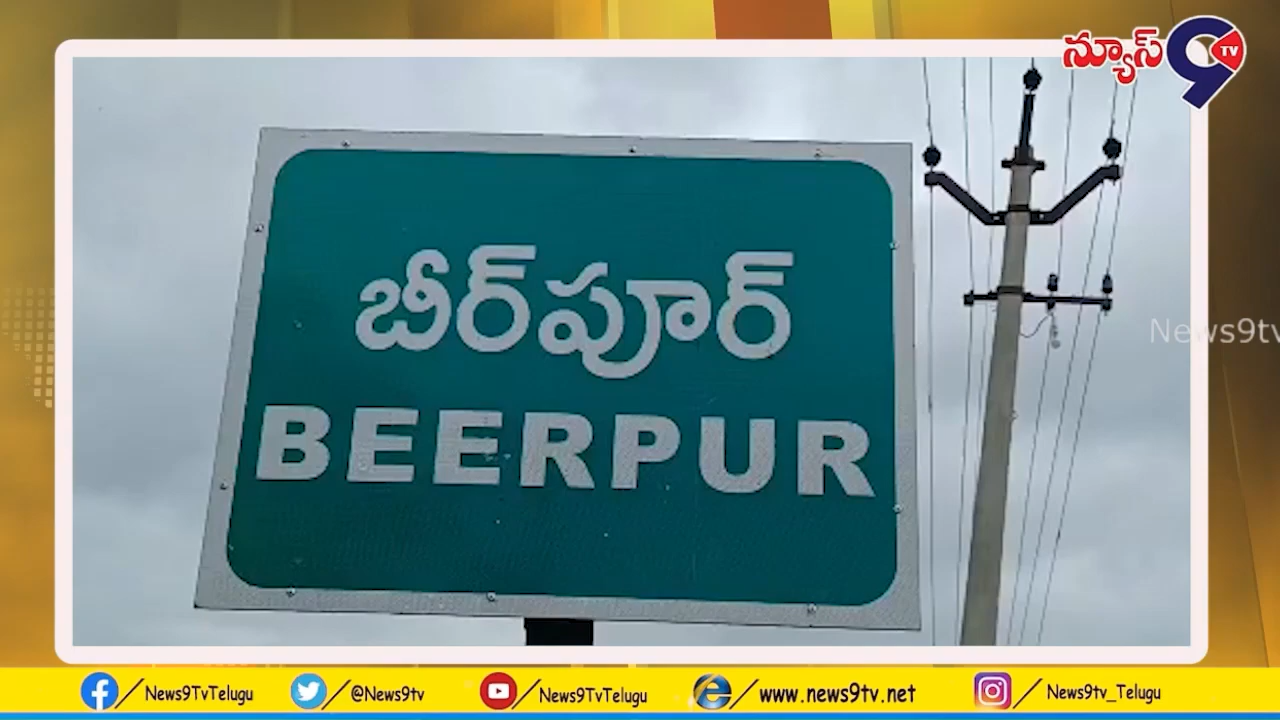 న్యూస్ 9 TV
బీర్‌పూర్
BEERPUR
News9tv
News9TvTelugu
@News9tv
News9TvTelugu
www.news9tv.net
News9tv_Telugu